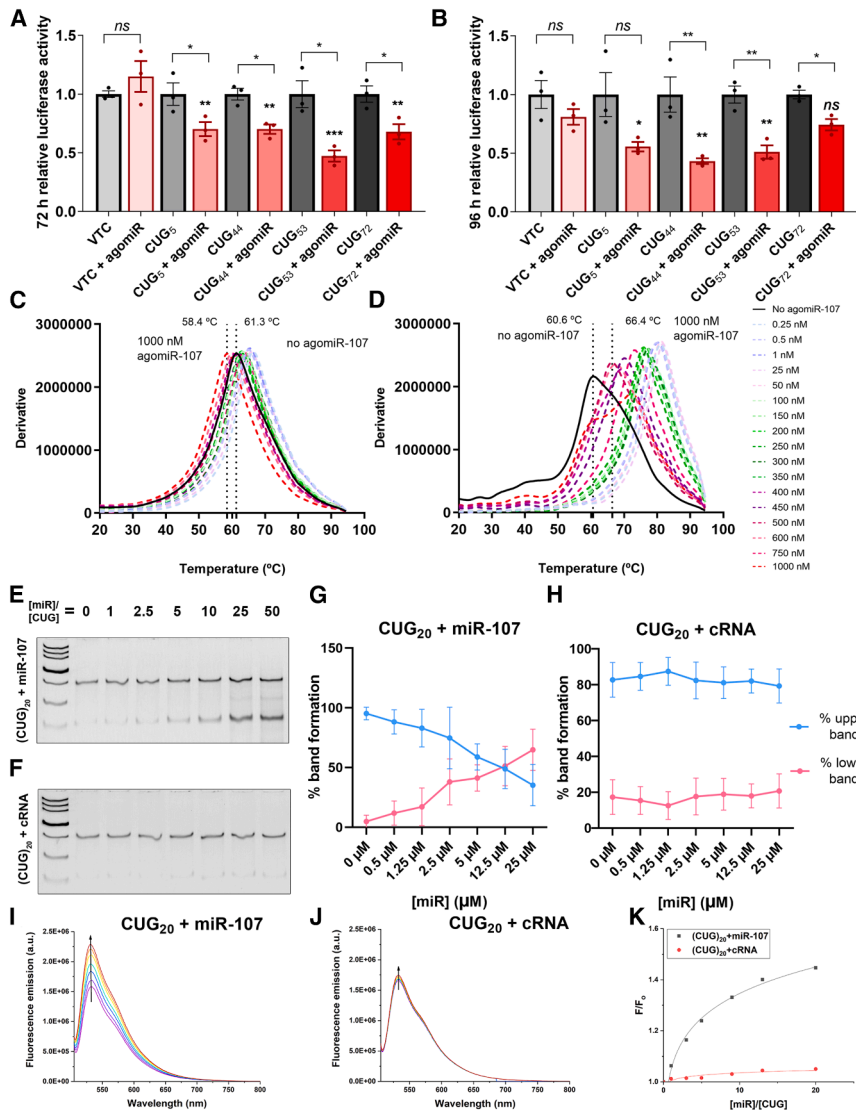 A
72 h relative luciferase activity
1.5
1.0
0.5
0.0
ns
*
*
*
*
**
**
***
**
VTC
VTC + agomiR
CUG5
CUG5 + agomiR
CUG44
CUG44 + agomiR
CUG53
CUG53 + agomiR
CUG72
CUG72 + agomiR
B
96 h relative luciferase activity
1.5
1.0
0.5
0.0
ns
ns
**
**
*
*
**
**
ns
VTC
VTC + agomiR
CUG5
CUG5 + agomiR
CUG44
CUG44 + agomiR
CUG53
CUG53 + agomiR
CUG72
CUG72 + agomiR
C
58.4 ºC
61.3 ºC
1000 nM
agomiR-107
no agomiR-107
Derivative
3000000
2000000
1000000
0
20 30 40 50 60 70 80 90 100
Temperature (ºC)
D
60.6 ºC
66.4 ºC
no agomiR-107
1000 nM
agomiR-107
Derivative
3000000
2000000
1000000
0
20 30 40 50 60 70 80 90 100
Temperature (ºC)
No agomiR-107
0.25 nM
0.5 nM
1 nM
25 nM
50 nM
100 nM
150 nM
200 nM
250 nM
300 nM
350 nM
400 nM
450 nM
500 nM
600 nM
750 nM
1000 nM
E
[miR]/
[CUG]
= 0 1 2.5 5 10 25 50
(CUG)20 + miR-107
F
(CUG)20 + cRNA
G
CUG20 + miR-107
% band formation
150
100
50
0
0 µM
0.5 µM
1.25 µM
2.5 µM
5 µM
12.5 µM
25 µM
[miR] (µM)
H
CUG20 + cRNA
% band formation
100
80
60
40
20
0
0 µM
0.5 µM
1.25 µM
2.5 µM
5 µM
12.5 µM
25 µM
[miR] (µM)
% upp
band
% low
band
I
CUG20 + miR-107
Fluorescence emission (a.u.)
2.5E+06
2.0E+06
1.5E+06
1.0E+06
5.0E+05
0.0E+00
550 600 650 700 750 800
Wavelength (nm)
J
CUG20 + cRNA
Fluorescence emission (a.u.)
2.5E+06
2.0E+06
1.5E+06
1.0E+06
5.0E+05
0.0E+00
550 600 650 700 750 800
Wavelength (nm)
K
(CUG)20+miR-107
(CUG)20+cRNA
F/Fo
1.6
1.4
1.2
1.0
0 10 20
[miR]/[CUG]